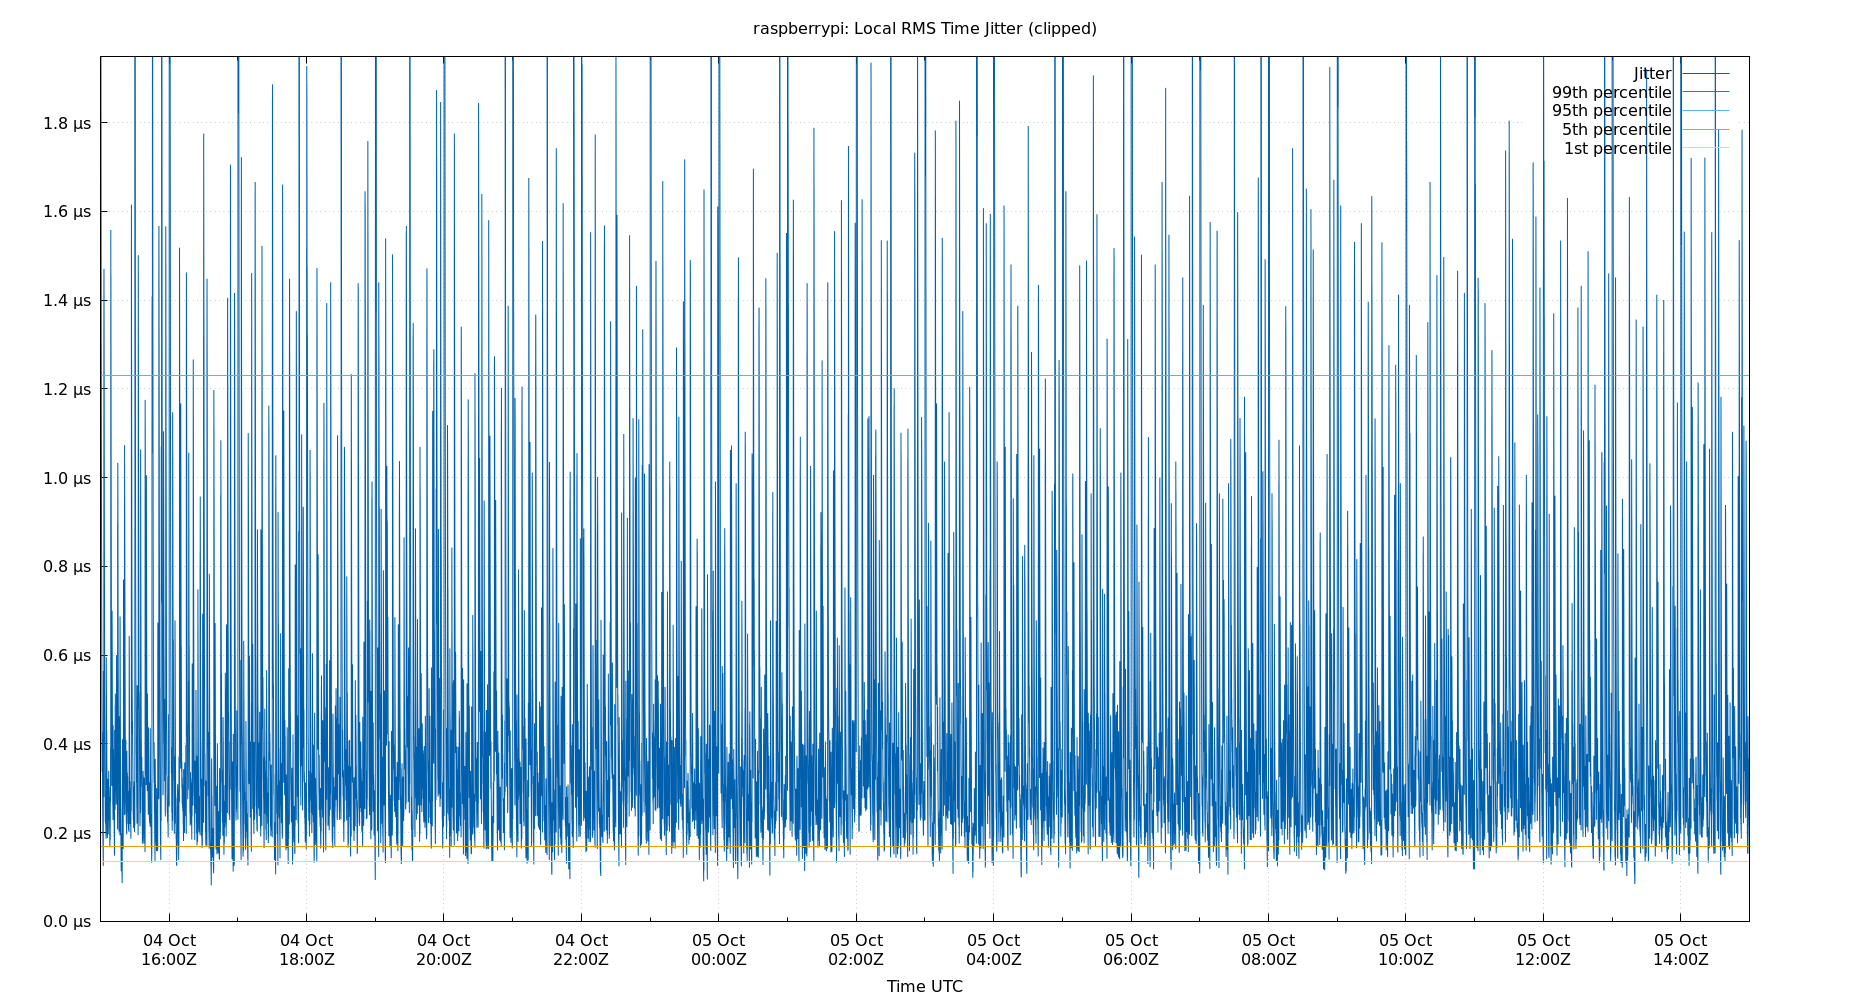 raspberrypi: Local RMS Time Jitter (clipped)
Jitter
99th percentile
95th percentile
5th percentile
1st percentile
1.8 µs
1.6 µs
1.4 µs
1.2 µs
1.0 µs
0.8 µs
0.6 µs
0.4 µs
0.2 µs
0.0 µs
04 Oct 04 Oct 04 Oct 04 Oct 05 Oct 05 Oct 05 Oct 05 Oct 05 Oct 05 Oct 05 Oct 05 Oct
16:00Z 18:00Z 20:00Z 22:00Z 00:00Z 02:00Z 04:00Z 06:00Z 08:00Z 10:00Z 12:00Z 14:00Z
Time UTC